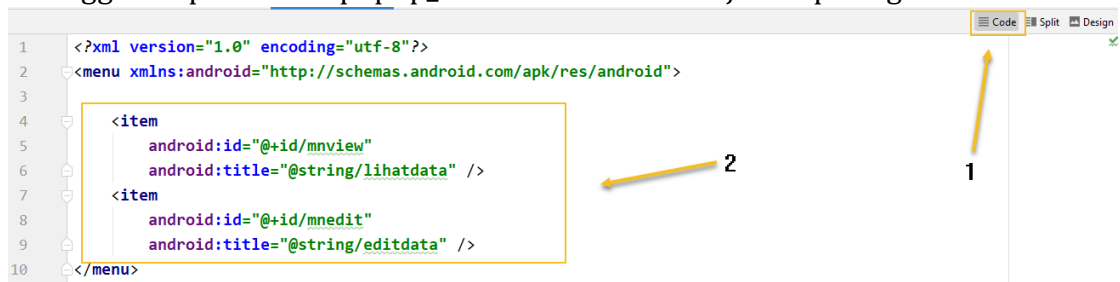 Code Split Design
1 <?xml version="1.0" encoding="utf-8"?>
2 <menu xmlns:android="http://schemas.android.com/apk/res/android">
3
4 <item
5 android:id="@+id/mnview"
6 android:title="@string/lihatdata" />
7 <item
8 android:id="@+id/mnedit"
9 android:title="@string/editdata" />
10 </menu>
2
1